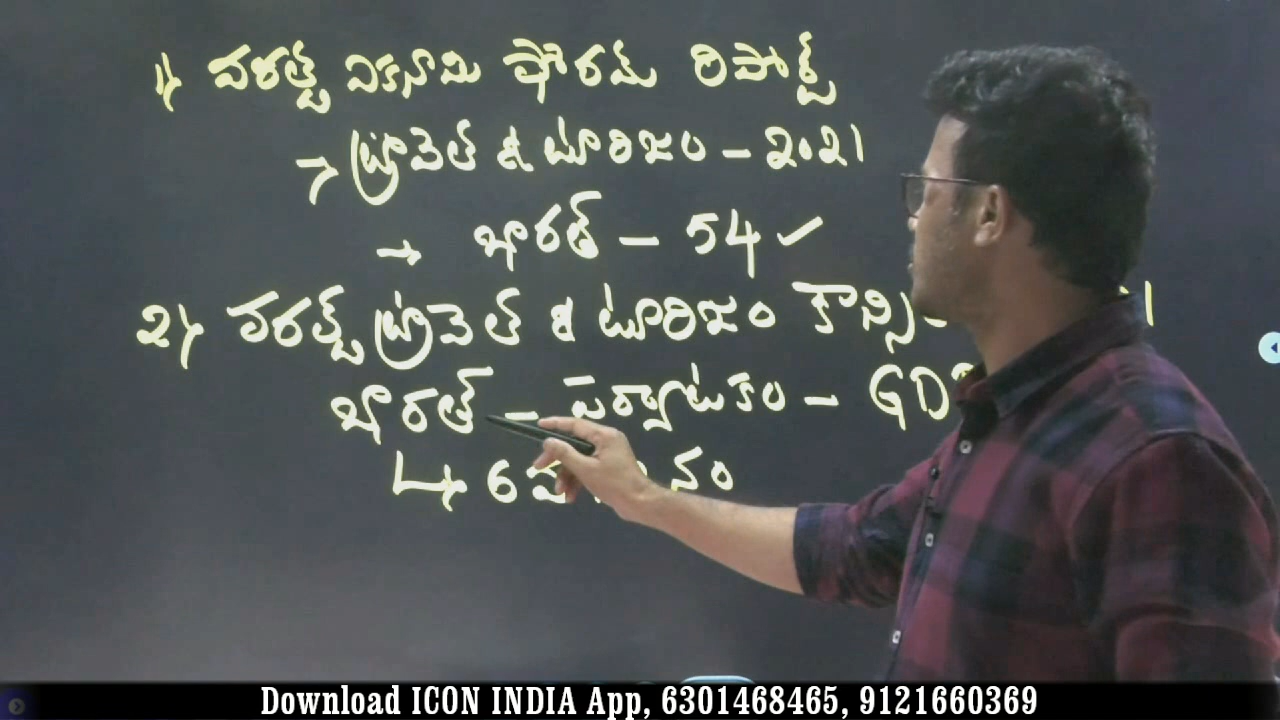 1) వరల్డ్ ఎకనామి ఫోరమ్ రిపోర్ట్
→ ట్రావెల్ & టూరిజం - 2021
→ భారత్ - 54 ✓
2) వరల్డ్ ట్రావెల్ & టూరిజం కౌన్సి
భారత్ - పర్యాటకం - GD
↳ 6వ
Download ICON INDIA App, 6301468465, 9121660369